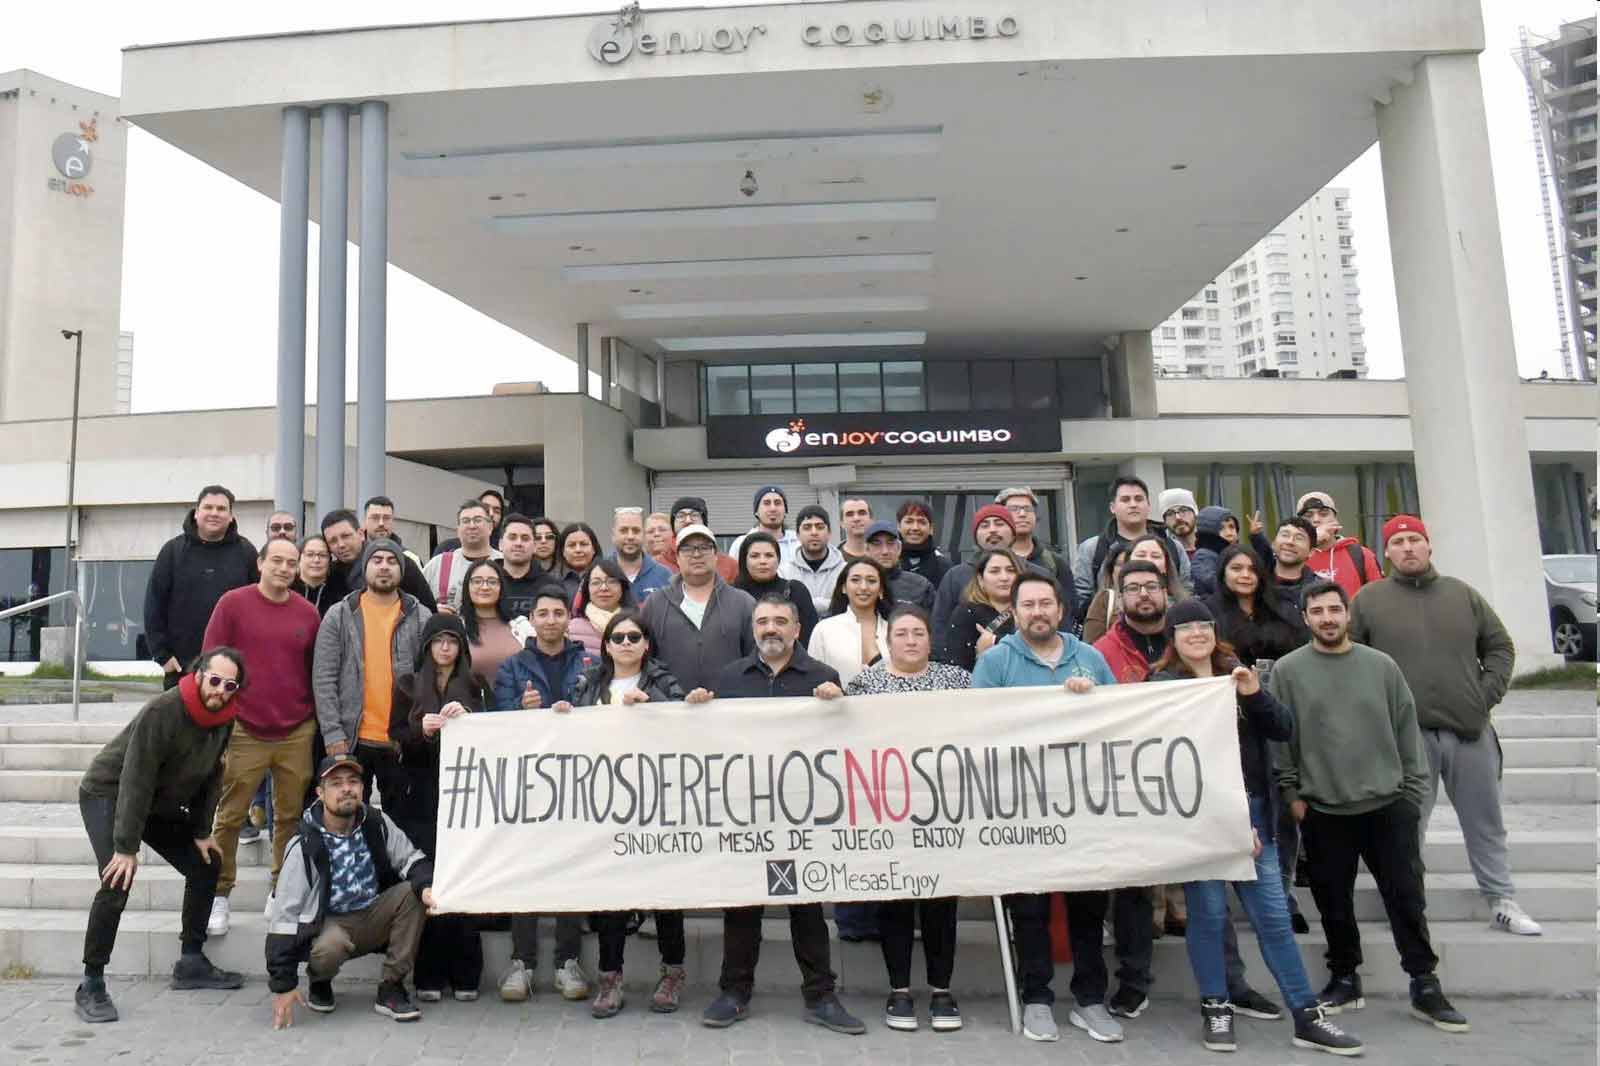 enJOY COQUIMBO
enJOY
enJOY COQUIMBO
#NUESTROSDERECHOSNOSONUNJUEGO
SINDICATO MESAS DE JUEGO ENJOY COQUIMBO
X @MesasEnjoy